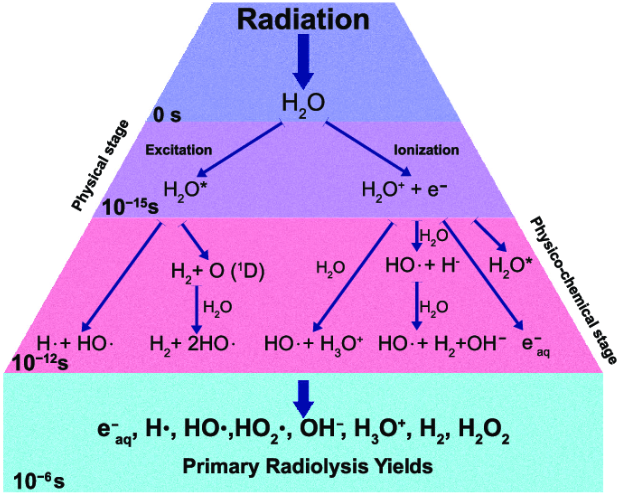 Radiation
H₂O
0 s
Physical stage
Excitation
Ionization
H₂O*
H₂O⁺ + e⁻
10⁻¹⁵s
Physico-chemical stage
H₂+ O (¹D)
H₂O
H₂O
HO·+ H⁻
H₂O*
H₂O
H₂O
H·+ HO·
H₂+ 2HO·
HO·+ H₃O⁺
HO·+ H₂+OH⁻
e⁻aq
10⁻¹²s
e⁻aq, H•, HO•,HO₂•, OH⁻, H₃O⁺, H₂, H₂O₂
Primary Radiolysis Yields
10⁻⁶s